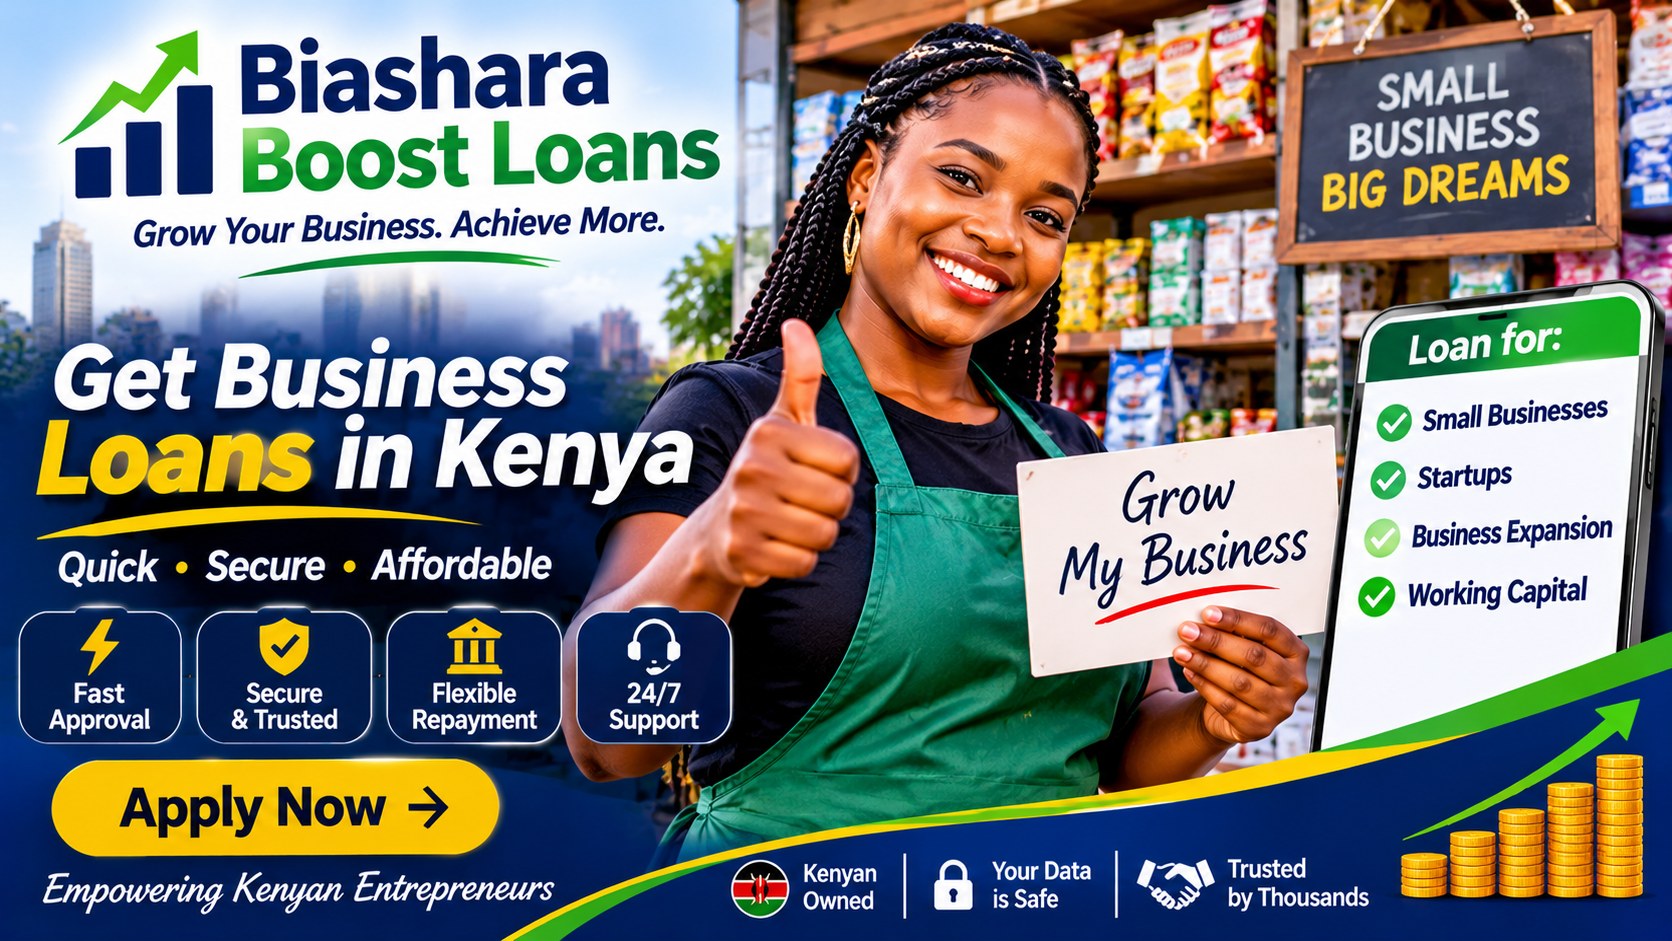 Biashara
Boost Loans
Grow Your Business. Achieve More.
Get Business
Loans in Kenya
Quick • Secure • Affordable
Fast
Approval
Secure
& Trusted
Flexible
Repayment
24/7
Support
Apply Now →
Empowering Kenyan Entrepreneurs
SMALL
BUSINESS
BIG DREAMS
Grow
My Business
Loan for:
Small Businesses
Startups
Business Expansion
Working Capital
Kenyan
Owned
Your Data
is Safe
Trusted
by Thousands